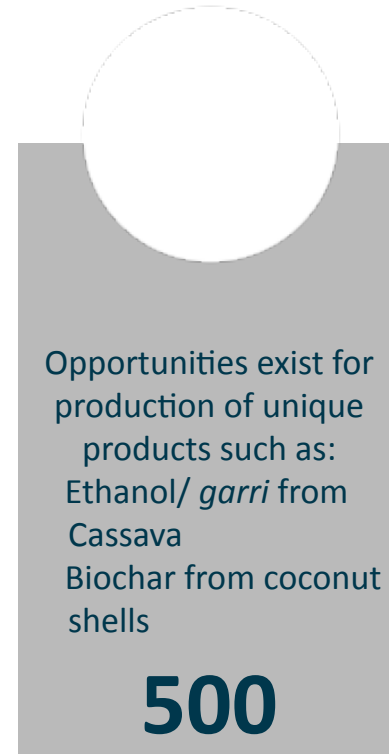 Opportunities exist for
production of unique
products such as:
Ethanol/ garri from
Cassava
Biochar from coconut
shells
500